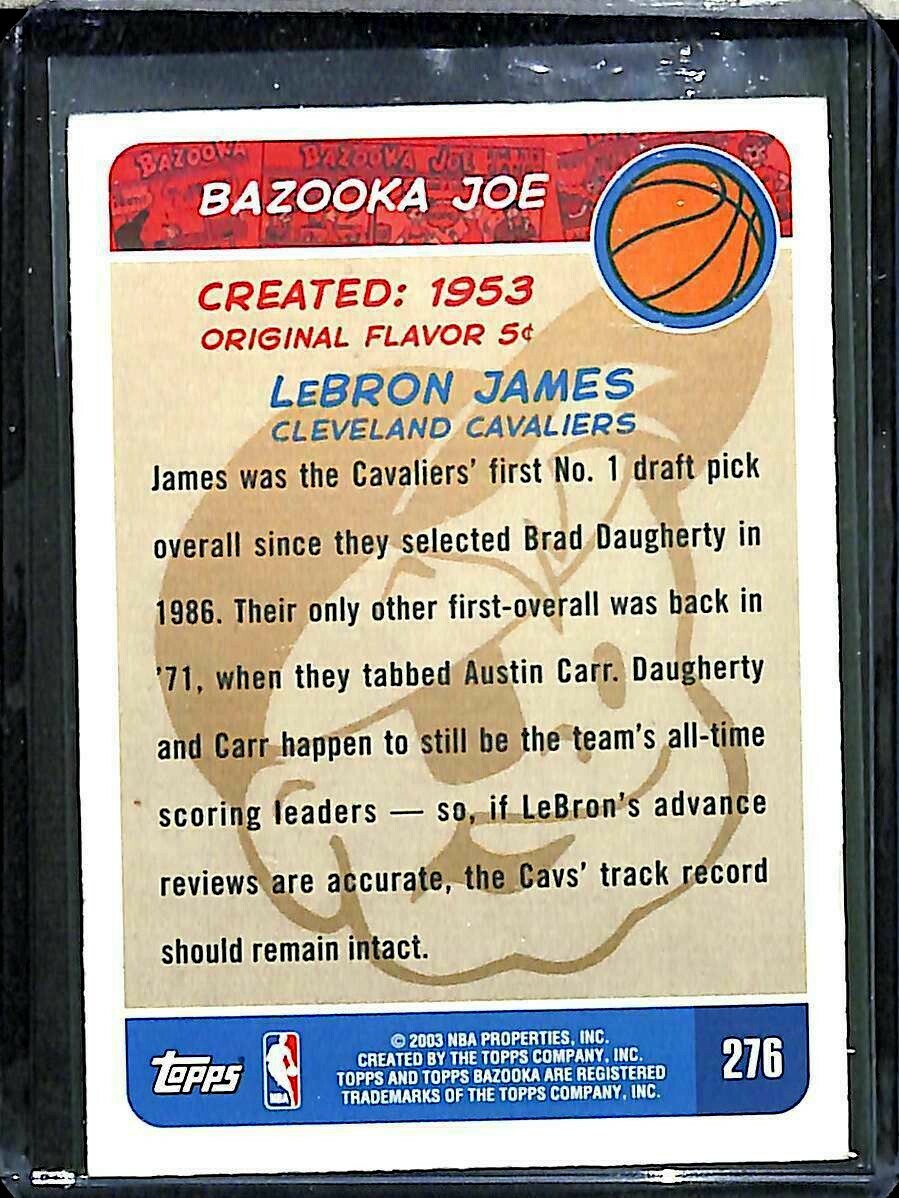 BAZOOKA
BAZOOKA JOE
BAZOOKA JOE
CREATED: 1953
ORIGINAL FLAVOR 5¢
LEBRON JAMES
CLEVELAND CAVALIERS
James was the Cavaliers' first No. 1 draft pick
overall since they selected Brad Daugherty in
1986. Their only other first-overall was back in
'71, when they tabbed Austin Carr. Daugherty
and Carr happen to still be the team's all-time
scoring leaders — so, if LeBron's advance
reviews are accurate, the Cavs' track record
should remain intact.
topps
NBA
© 2003 NBA PROPERTIES, INC.
CREATED BY THE TOPPS COMPANY, INC.
TOPPS AND TOPPS BAZOOKA ARE REGISTERED
TRADEMARKS OF THE TOPPS COMPANY, INC.
276